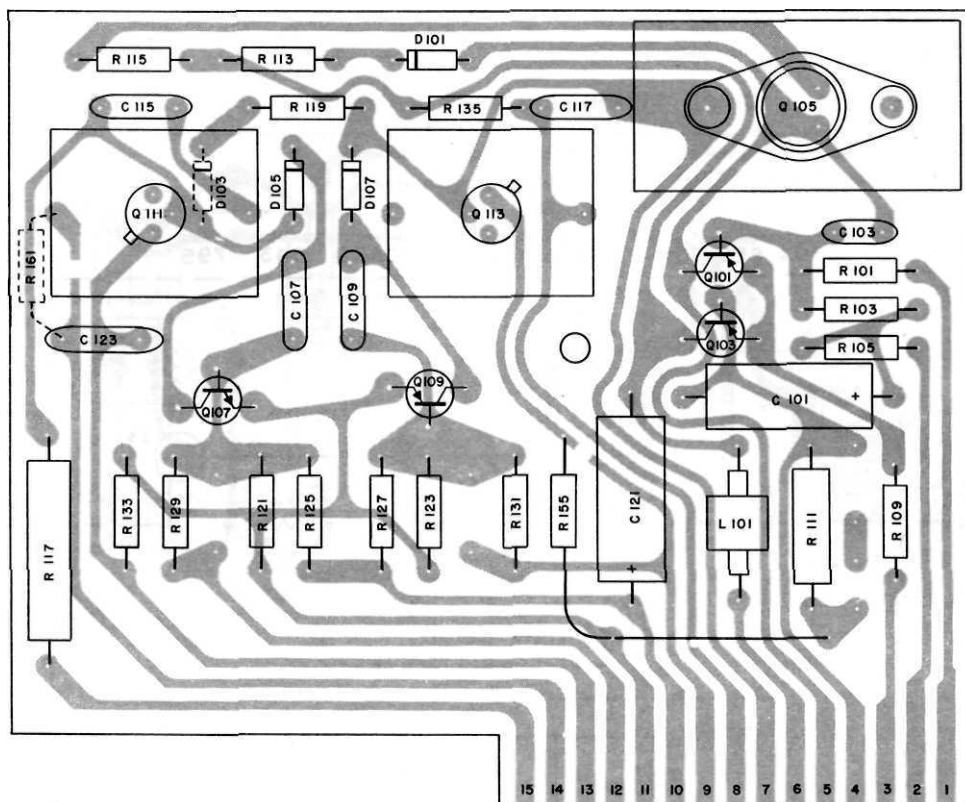 D101
R 115
R 113
C 115
R 119
R 135
C 117
Q 105
D103
D105
D107
Q 111
Q 113
C 103
R 161
Q101
R 101
C 107
C 109
R 103
C 123
Q103
R 105
Q107
Q109
C 101
+
R 117
R 133
R 129
R 121
R 125
R 127
R 123
R 131
R 155
C 121
+
L 101
R 111
R 109
15 14 13 12 11 10 9 8 7 6 5 4 3 2 1